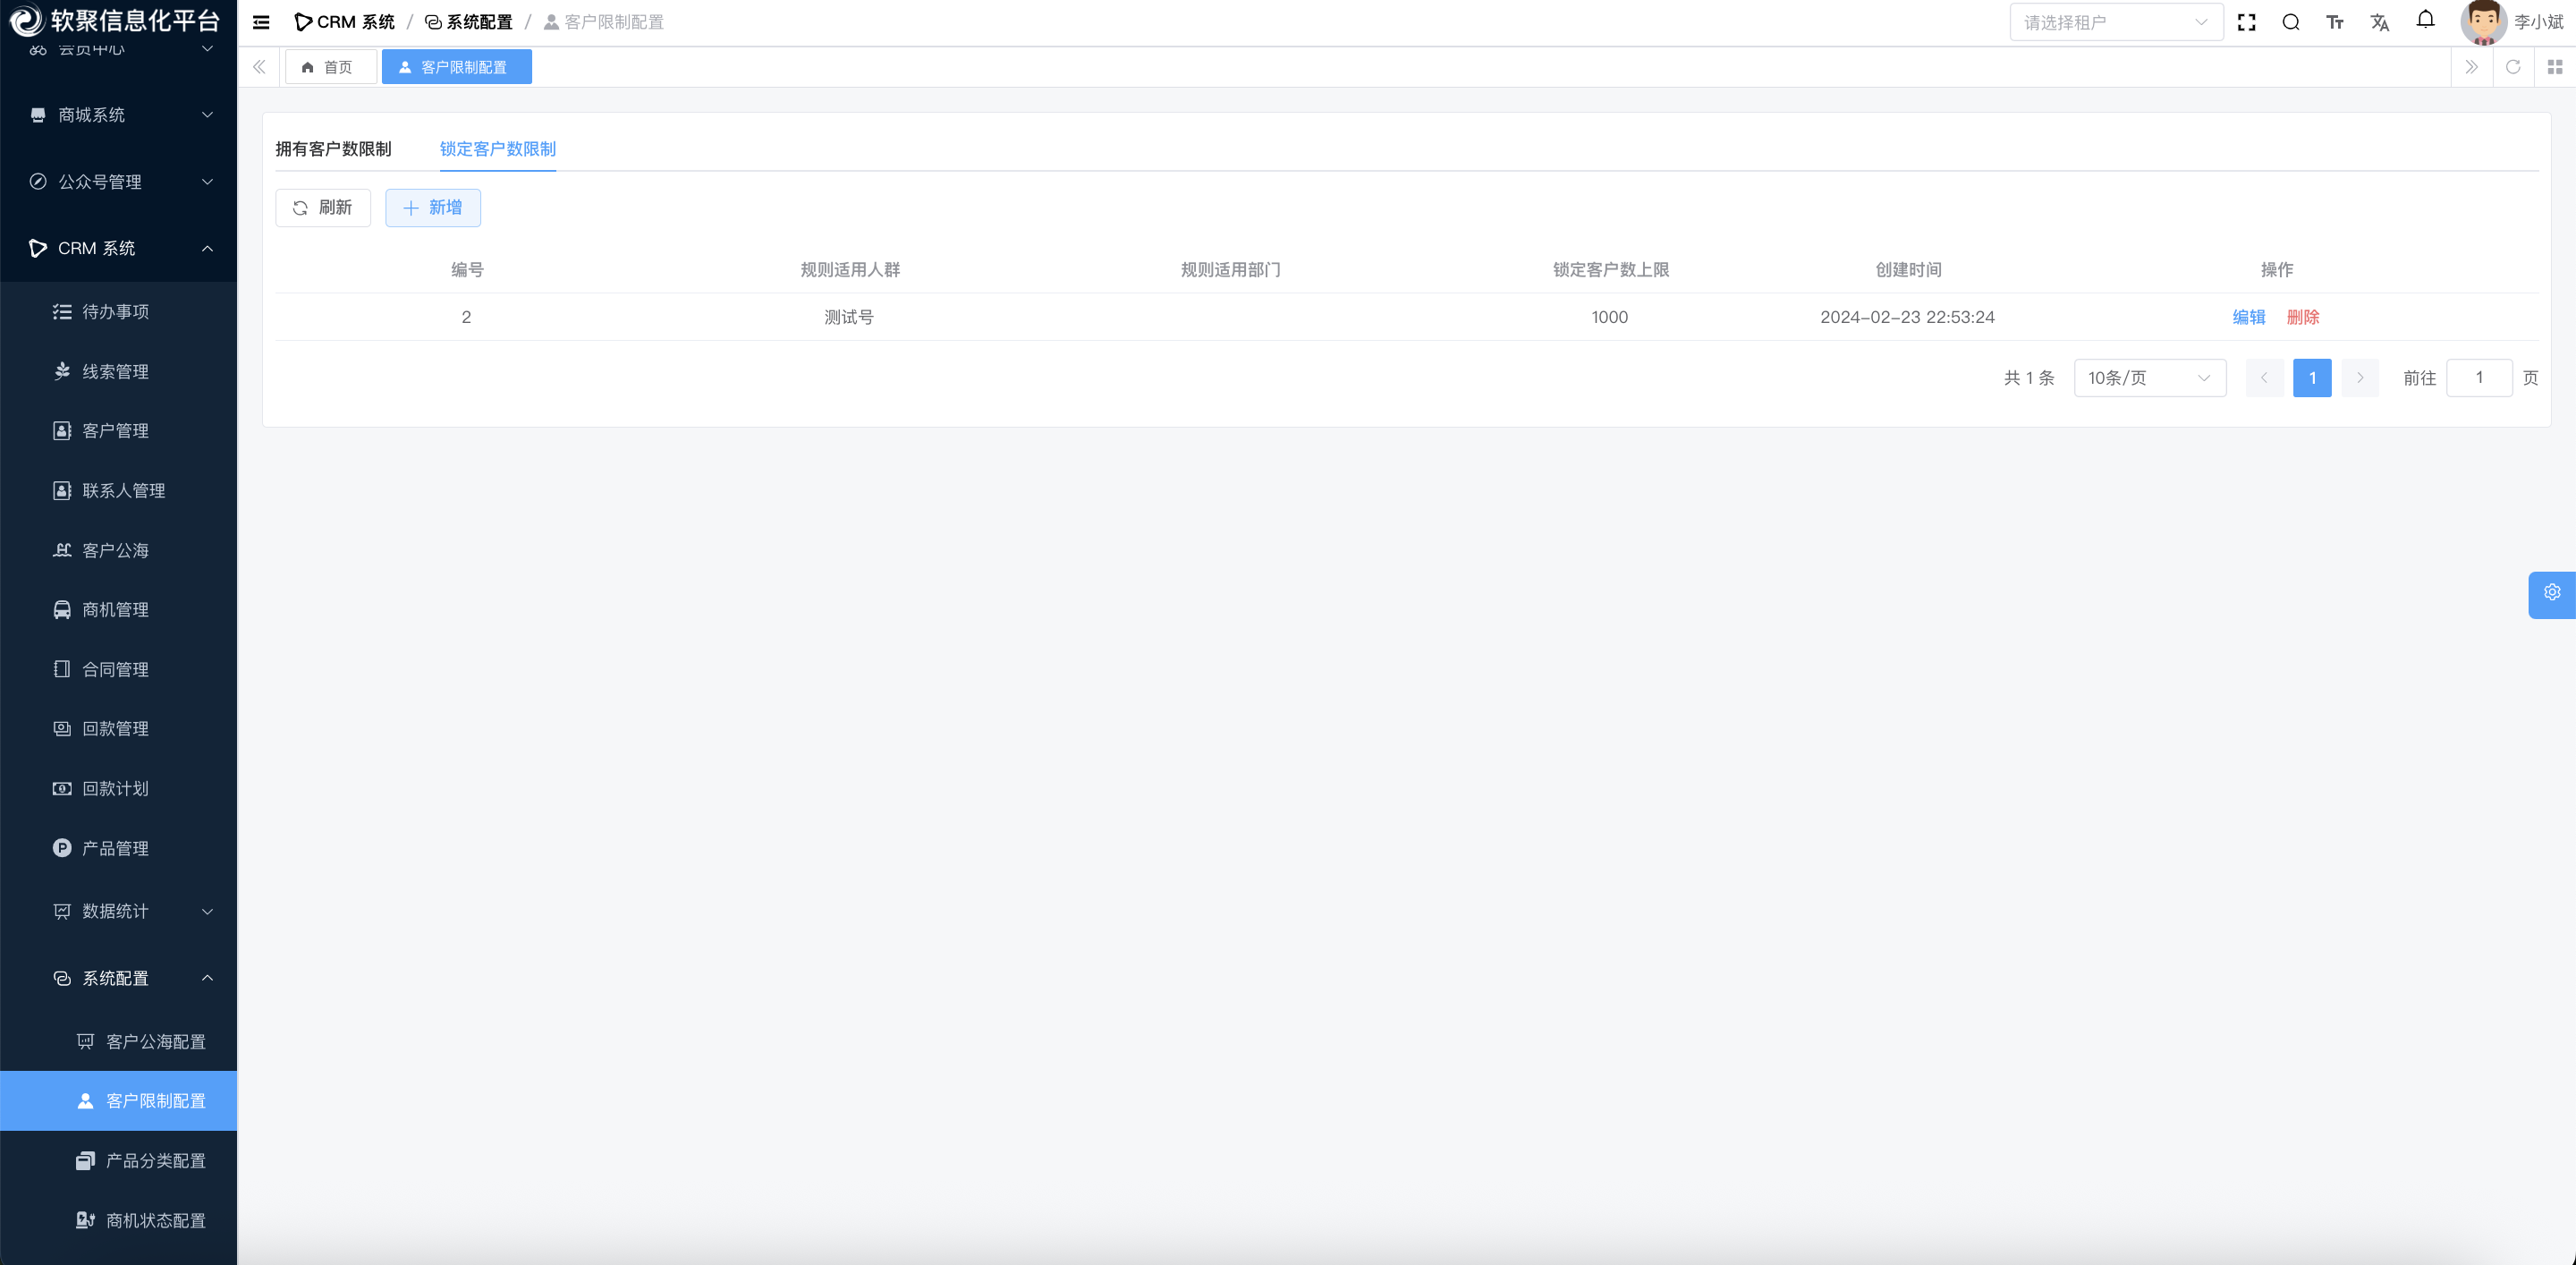 软聚信息化平台
CRM 系统 / 系统配置 / 客户限制配置
请选择租户
李小斌
首页
客户限制配置
会员中心
商城系统
公众号管理
CRM 系统
待办事项
线索管理
客户管理
联系人管理
客户公海
商机管理
合同管理
回款管理
回款计划
产品管理
数据统计
系统配置
客户公海配置
客户限制配置
产品分类配置
商机状态配置
拥有客户数限制 锁定客户数限制
刷新 新增
编号 规则适用人群 规则适用部门 锁定客户数上限 创建时间 操作
2 测试号 1000 2024-02-23 22:53:24 编辑 删除
共 1 条 10条/页 1 前往 1 页